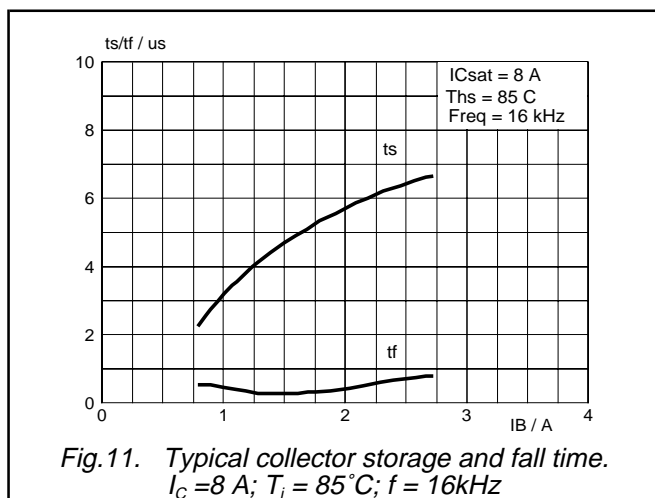 ts/tf / us
10
ICsat = 8 A
Ths = 85 C
Freq = 16 kHz
8
ts
6
4
2
tf
0
0 1 2 3 4
IB / A
Fig.11. Typical collector storage and fall time.
IC =8 A; Tj = 85˚C; f = 16kHz